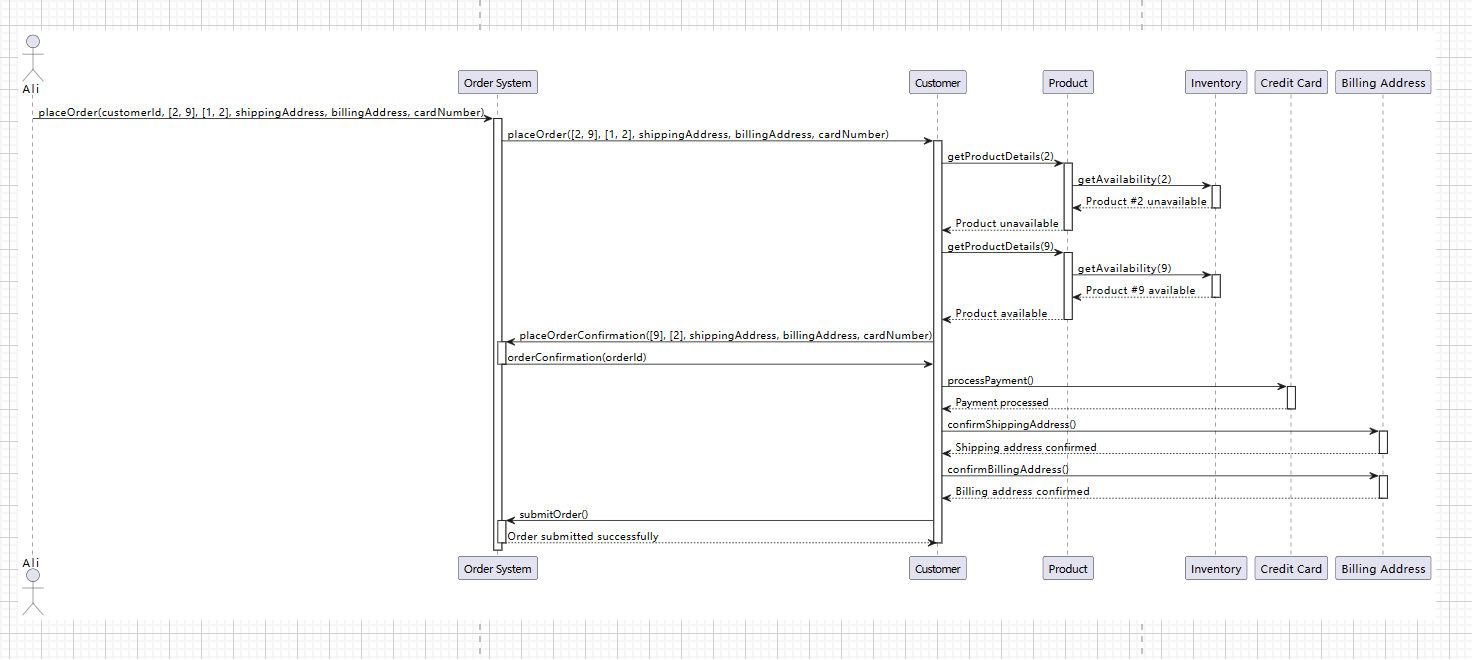 Ali
Order System
Customer
Product
Inventory
Credit Card
Billing Address
placeOrder(customerId, [2, 9], [1, 2], shippingAddress, billingAddress, cardNumber)
placeOrder([2, 9], [1, 2], shippingAddress, billingAddress, cardNumber)
getProductDetails(2)
getAvailability(2)
Product #2 unavailable
Product unavailable
getProductDetails(9)
getAvailability(9)
Product #9 available
Product available
placeOrderConfirmation([9], [2], shippingAddress, billingAddress, cardNumber)
orderConfirmation(orderId)
processPayment()
Payment processed
confirmShippingAddress()
Shipping address confirmed
confirmBillingAddress()
Billing address confirmed
submitOrder()
Order submitted successfully
Ali
Order System
Customer
Product
Inventory
Credit Card
Billing Address